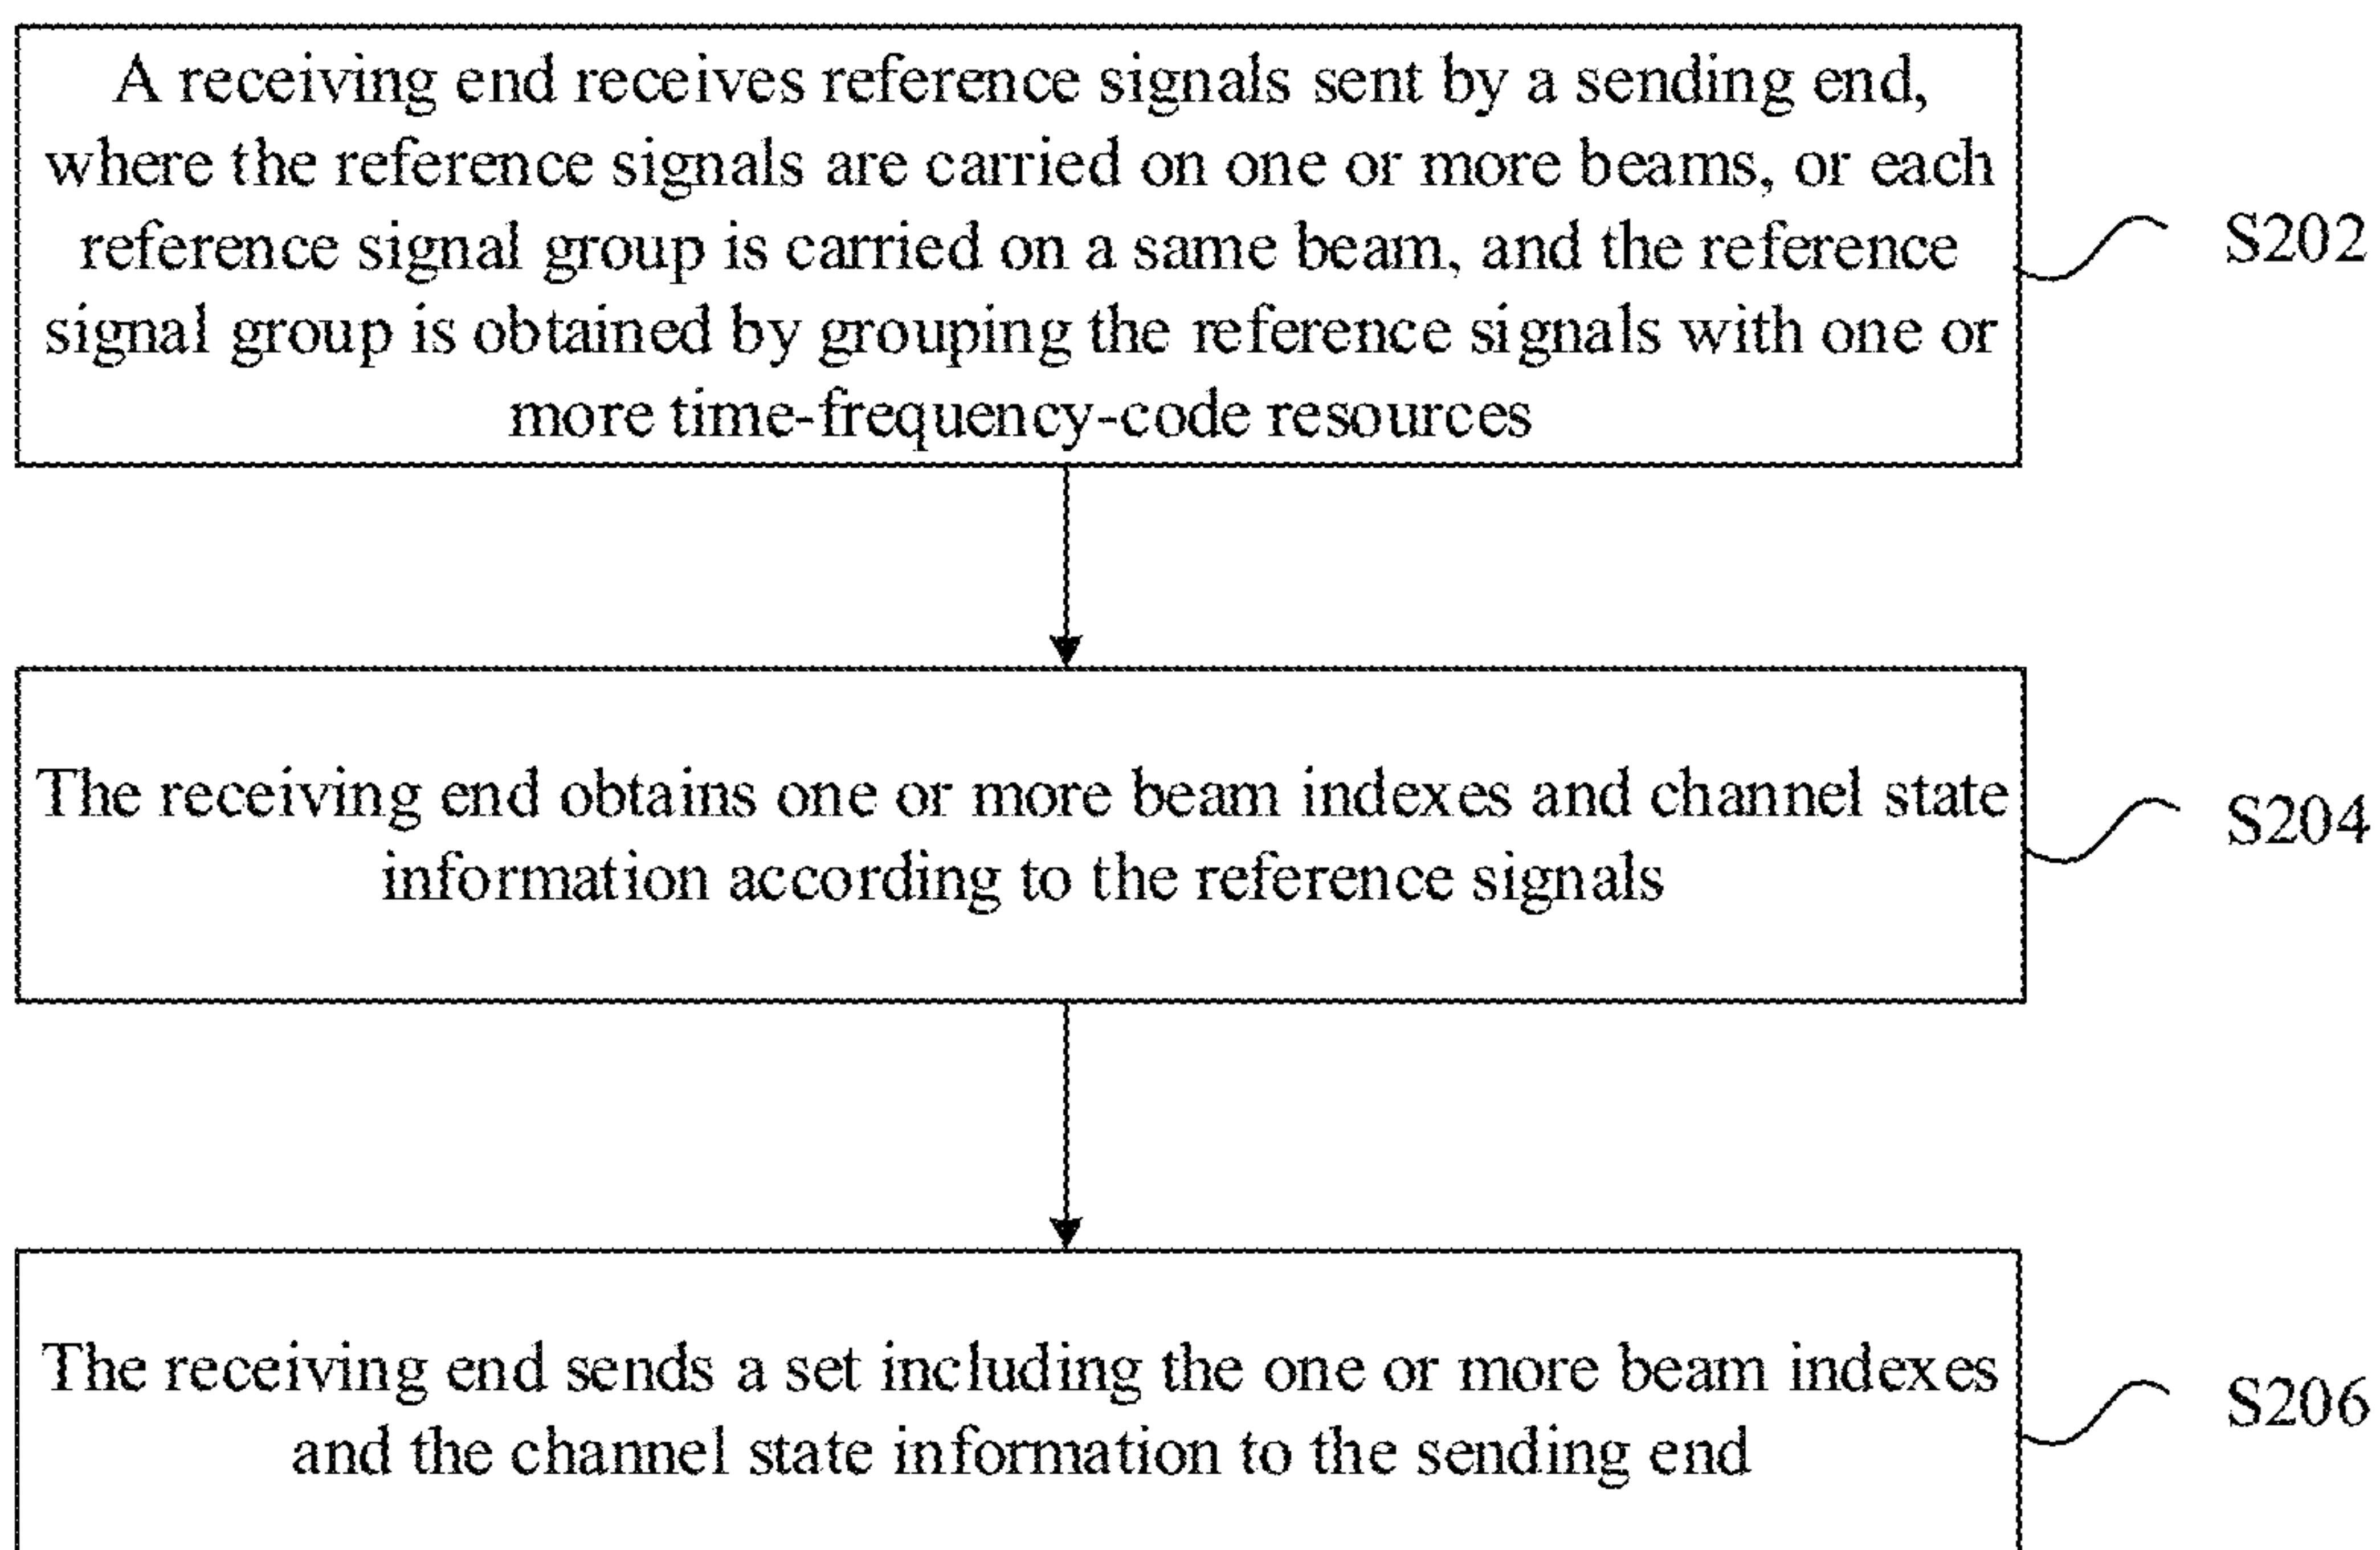 A receiving end receives reference signals sent by a sending end,
where the reference signals are carried on one or more beams, or each
reference signal group is carried on a same beam, and the reference
signal group is obtained by grouping the reference signals with one or
more time-frequency-code resources
S202
The receiving end obtains one or more beam indexes and channel state
information according to the reference signals
S204
The receiving end sends a set including the one or more beam indexes
and the channel state information to the sending end
S206